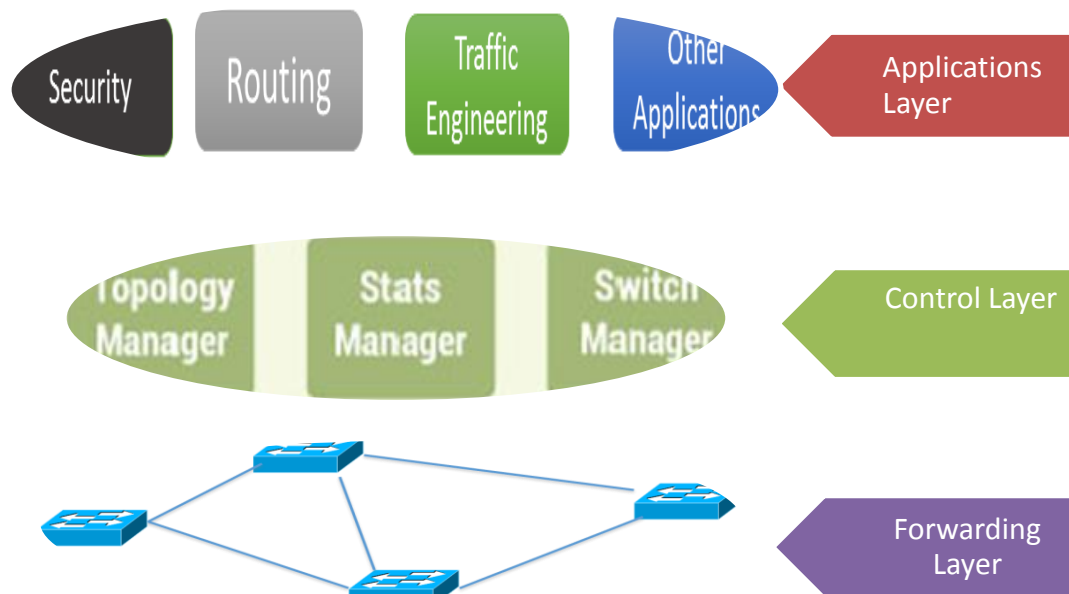 Security
Routing
Traffic
Engineering
Other
Applications
Applications
Layer
Topology
Manager
Stats
Manager
Switch
Manager
Control Layer
Forwarding
Layer